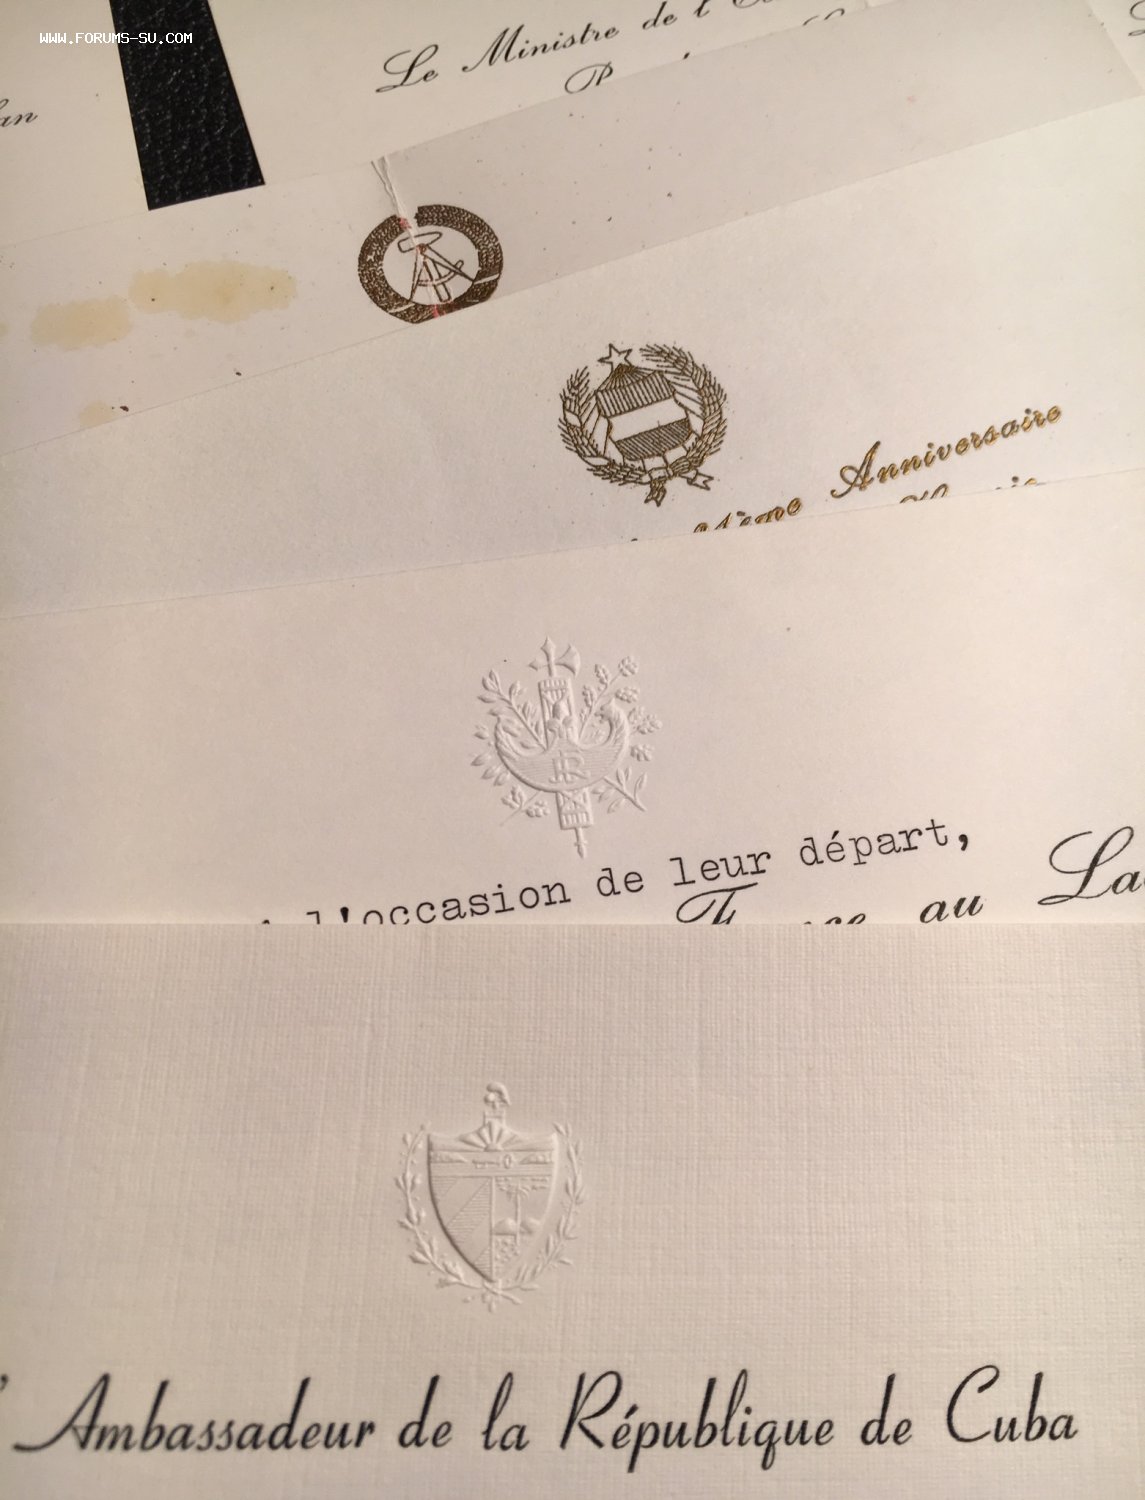 WWW.FORUMS-SU.COM
Le Ministre de l'
Anniversaire
l'occasion de leur départ,
au
RF
L'Ambassadeur de la République de Cuba